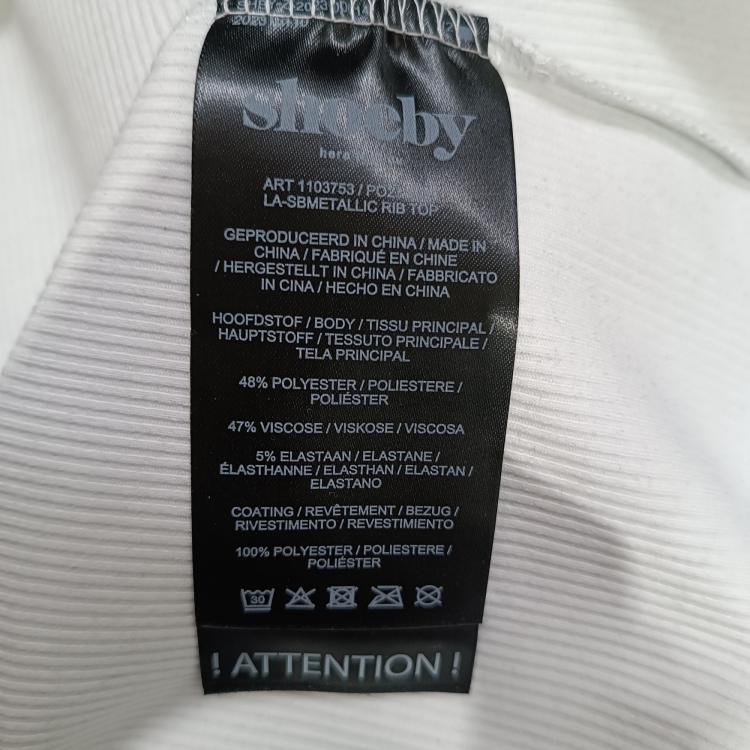 shoeby
ART 1103753 /
LA-SBMETALLIC RIB TOP
GEPRODUCEERD IN CHINA / MADE IN
CHINA / FABRIQUÉ EN CHINE
/ HERGESTELLT IN CHINA / FABBRICATO
IN CINA / HECHO EN CHINA
HOOFDSTOF / BODY / TISSU PRINCIPAL /
HAUPTSTOFF / TESSUTO PRINCIPALE /
TELA PRINCIPAL
48% POLYESTER / POLIESTERE /
POLIÉSTER
47% VISCOSE / VISKOSE / VISCOSA
5% ELASTAAN / ELASTANE /
ÉLASTHANNE / ELASTHAN / ELASTAN /
ELASTANO
COATING / REVÊTEMENT / BEZUG /
RIVESTIMENTO / REVESTIMIENTO
100% POLYESTER / POLIESTERE /
POLIÉSTER
30
! ATTENTION !